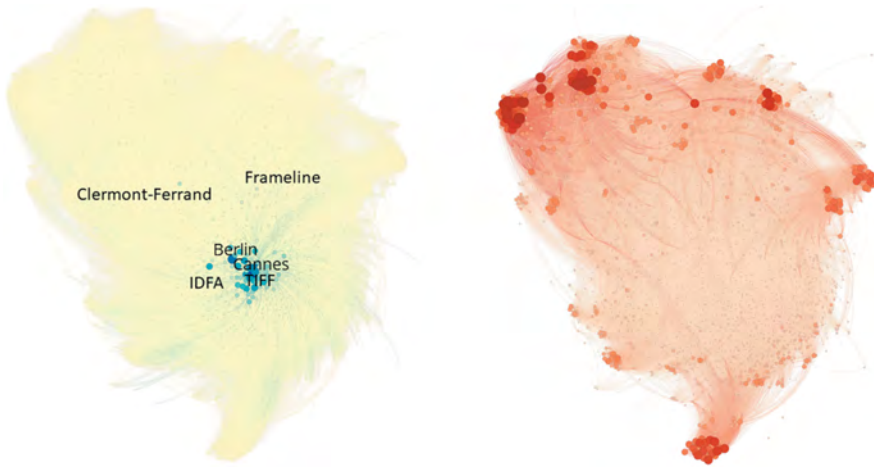 Frameline
Clermont-Ferrand
Berlin
Cannes
IDFA TIFF